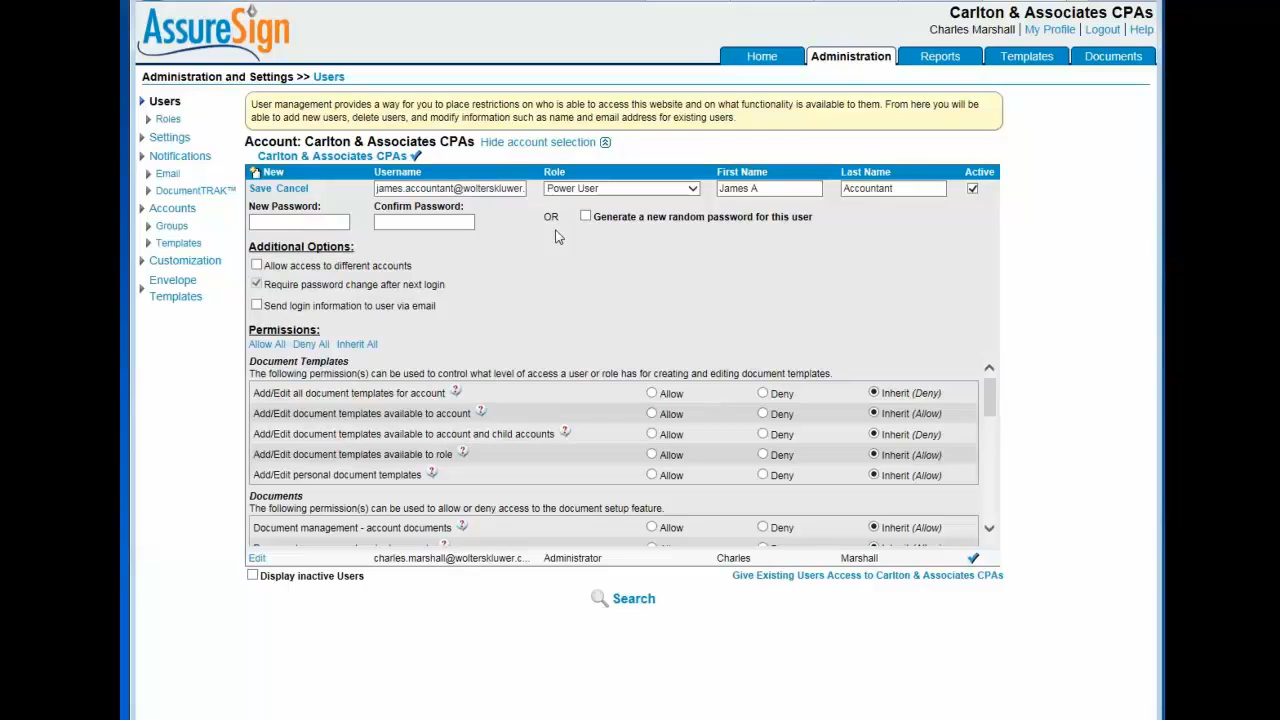 AssureSign
Carlton & Associates CPAs
Charles Marshall | My Profile | Logout | Help
Home Administration Reports Templates Documents
Administration and Settings >> Users
Users
Roles
Settings
Notifications
Email
DocumentTRAK™
Accounts
Groups
Templates
Customization
Envelope
Templates
User management provides a way for you to place restrictions on who is able to access this website and on what functionality is available to them. From here you will be
able to add new users, delete users, and modify information such as name and email address for existing users.
Account: Carlton & Associates CPAs Hide account selection
Carlton & Associates CPAs
New Username Role First Name Last Name Active
Save Cancel james.accountant@wolterskluwer. Power User James A Accountant
New Password: Confirm Password:
OR Generate a new random password for this user
Additional Options:
Allow access to different accounts
Require password change after next login
Send login information to user via email
Permissions:
Allow All Deny All Inherit All
Document Templates
The following permission(s) can be used to control what level of access a user or role has for creating and editing document templates.
Add/Edit all document templates for account Allow Deny Inherit (Deny)
Add/Edit document templates available to account Allow Deny Inherit (Allow)
Add/Edit document templates available to account and child accounts Allow Deny Inherit (Deny)
Add/Edit document templates available to role Allow Deny Inherit (Allow)
Add/Edit personal document templates Allow Deny Inherit (Allow)
Documents
The following permission(s) can be used to allow or deny access to the document setup feature.
Document management - account documents Allow Deny Inherit (Allow)
Edit charles.marshall@wolterskluwer.c... Administrator Charles Marshall
Display inactive Users
Give Existing Users Access to Carlton & Associates CPAs
Search